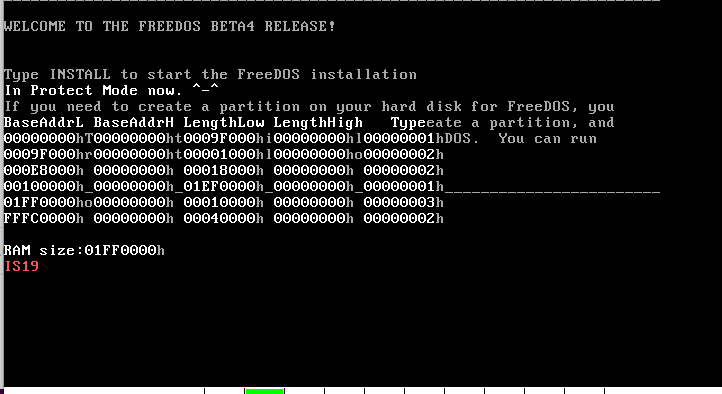 WELCOME TO THE FREEDOS BETA4 RELEASE!
Type INSTALL to start the FreeDOS installation
In Protect Mode now. ^-^
If you need to create a partition on your hard disk for FreeDOS, you
BaseAddrL BaseAddrH LengthLow LengthHigh   Typeeate a partition, and
00000000hT00000000ht0009F000hi00000000hl00000001hDOS.  You can run
0009F000hr00000000ht00001000hl00000000ho00000002h
000E8000h 00000000h 00018000h 00000000h 00000002h
00100000h_00000000h_01EF0000h_00000000h_00000001h________________________
01FF0000ho00000000h 00010000h 00000000h 00000003h
FFFC0000h 00000000h 00040000h 00000000h 00000002h
RAM size:01FF0000h
IS19